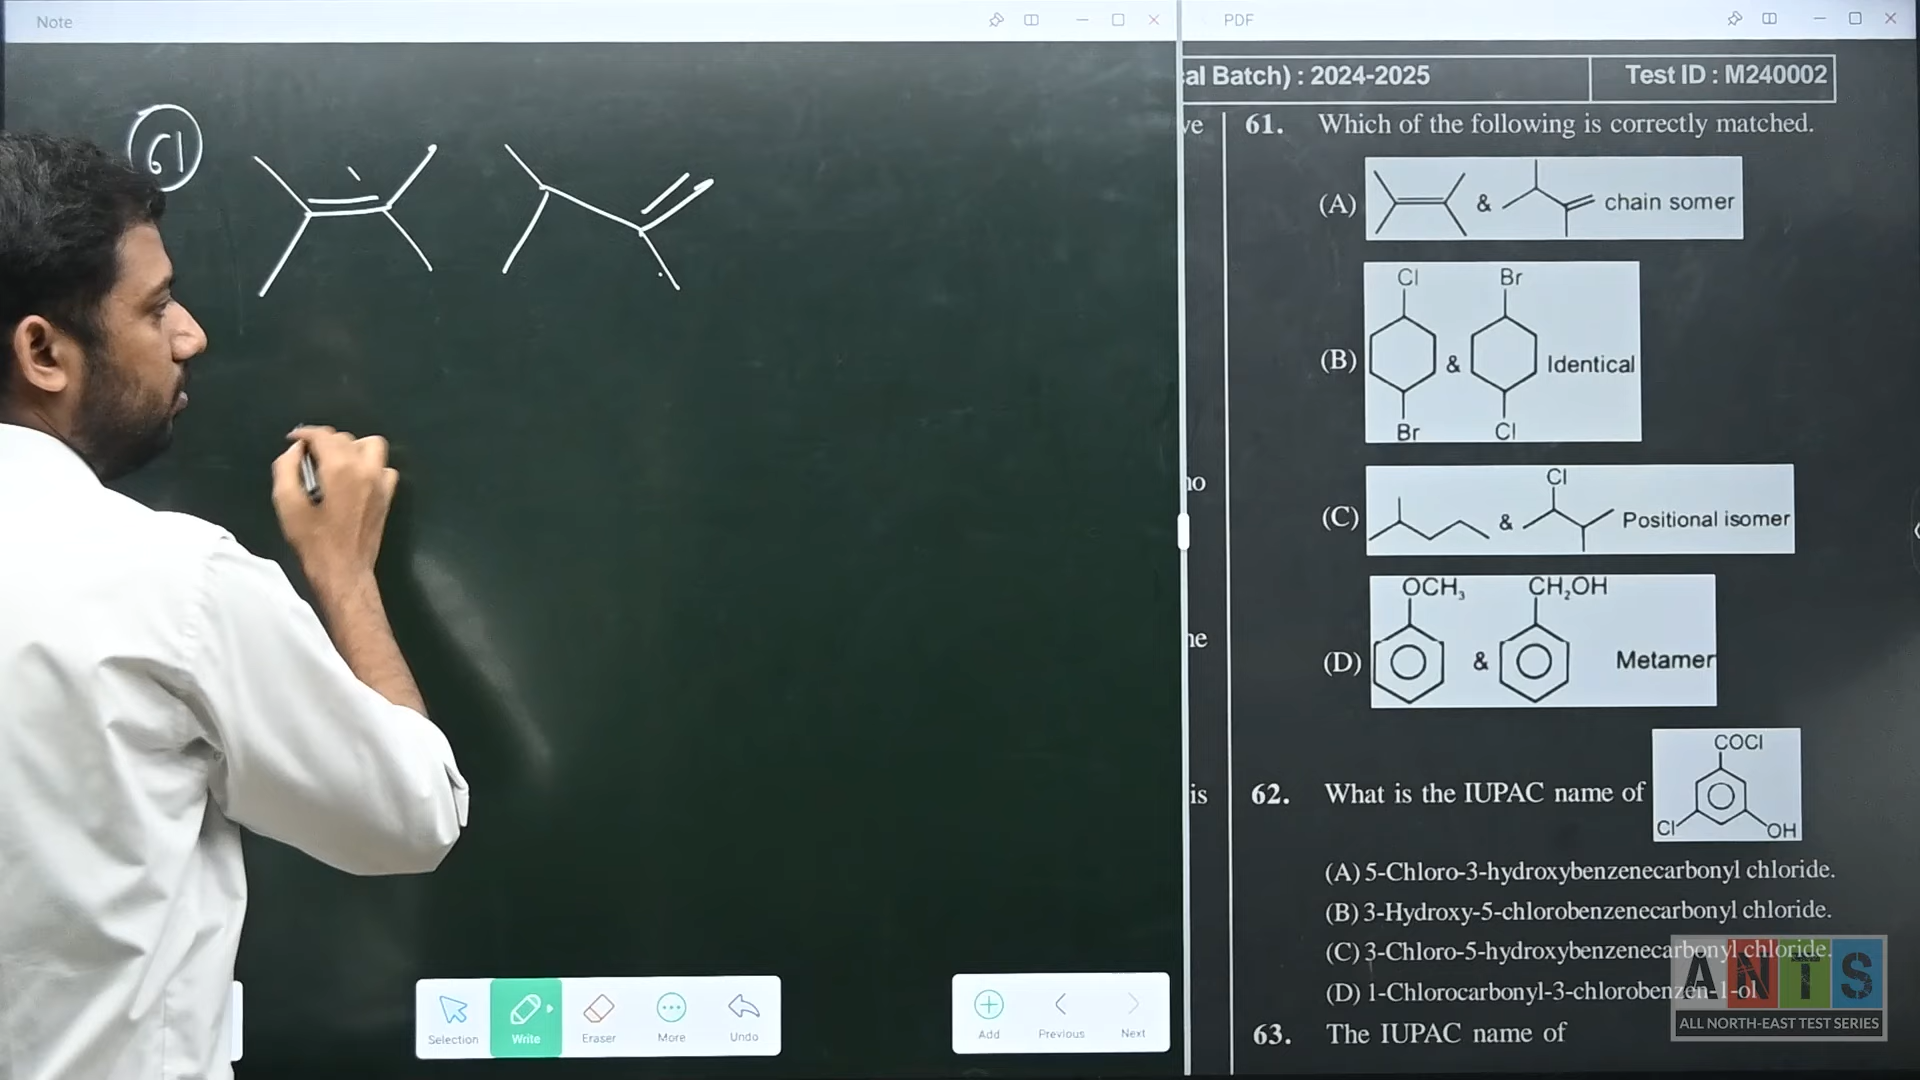 Note
PDF
al Batch) : 2024-2025
Test ID : M240002
61
ve
61. Which of the following is correctly matched.
(A) & chain somer
Cl Br
(B) & Identical
Br Cl
no
Cl
(C) & Positional isomer
OCH₃ CH₂OH
ne
(D) & Metamer
COCl
is
62. What is the IUPAC name of
Cl OH
(A) 5-Chloro-3-hydroxybenzenecarbonyl chloride.
(B) 3-Hydroxy-5-chlorobenzenecarbonyl chloride.
(C) 3-Chloro-5-hydroxybenzenecarbonyl chloride.
(D) 1-Chlorocarbonyl-3-chlorobenzen-1-ol
ANTS
ALL NORTH-EAST TEST SERIES
63. The IUPAC name of
Selection
Write
Eraser
More
Undo
Add
Previous
Next